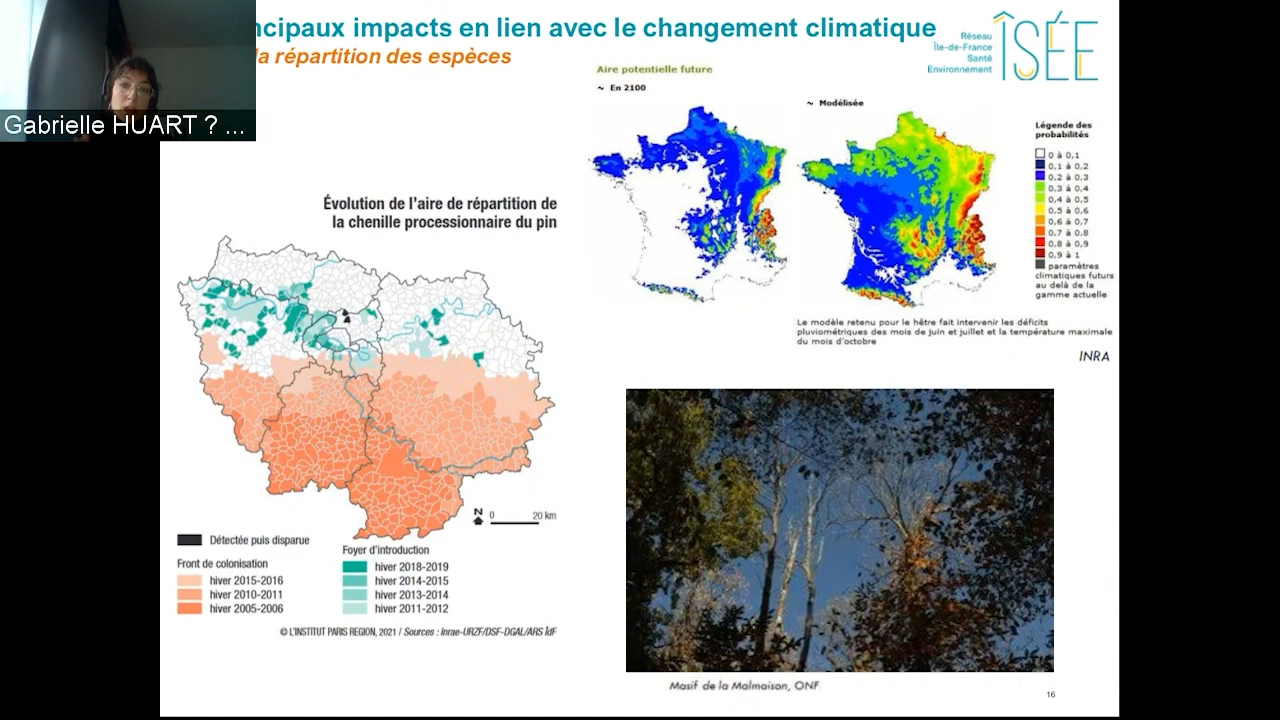 ncipaux impacts en lien avec le changement climatique
la répartition des espèces
Réseau
Île-de-France
Santé
Environnement
ÎSÉE
Gabrielle HUART ? ...
Aire potentielle future
~ En 2100
~ Modélisée
Légende des
probabilités
0 à 0,1
0,1 à 0,2
0,2 à 0,3
0,3 à 0,4
0,4 à 0,5
0,5 à 0,6
0,6 à 0,7
0,7 à 0,8
0,8 à 0,9
0,9 à 1
paramètres
climatiques futurs
au delà de la
gamme actuelle
Le modèle retenu pour le hêtre fait intervenir les déficits
pluviométriques des mois de juin et juillet et la température maximale
du mois d'octobre
INRA
Évolution de l'aire de répartition de
la chenille processionnaire du pin
N
0 20 km
Détectée puis disparue
Front de colonisation
hiver 2015-2016
hiver 2010-2011
hiver 2005-2006
Foyer d'introduction
hiver 2018-2019
hiver 2014-2015
hiver 2013-2014
hiver 2011-2012
© L'INSTITUT PARIS REGION, 2021 / Sources : Inrae-URZF/DSF-DGAL/ARS ÎdF
Masif de la Malmaison, ONF
16